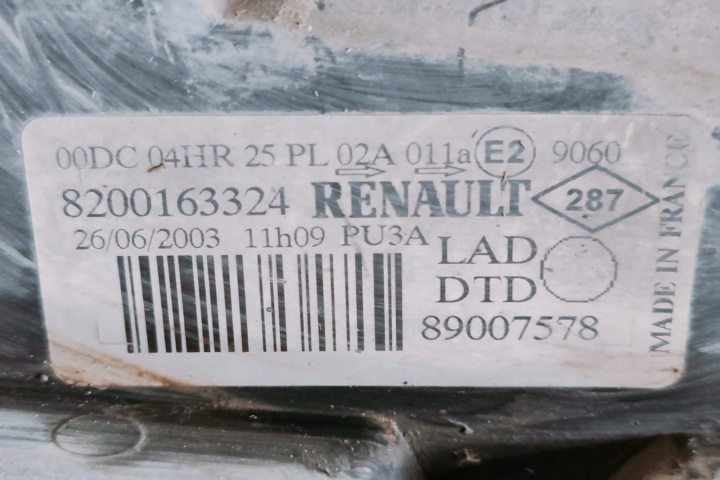 00DC 04HR 25 PL 02A 011a E2 9060
8200163324 RENAULT 287
26/06/2003 11h09 PU3A LAD
DTD
89007578
MADE IN FRANCE